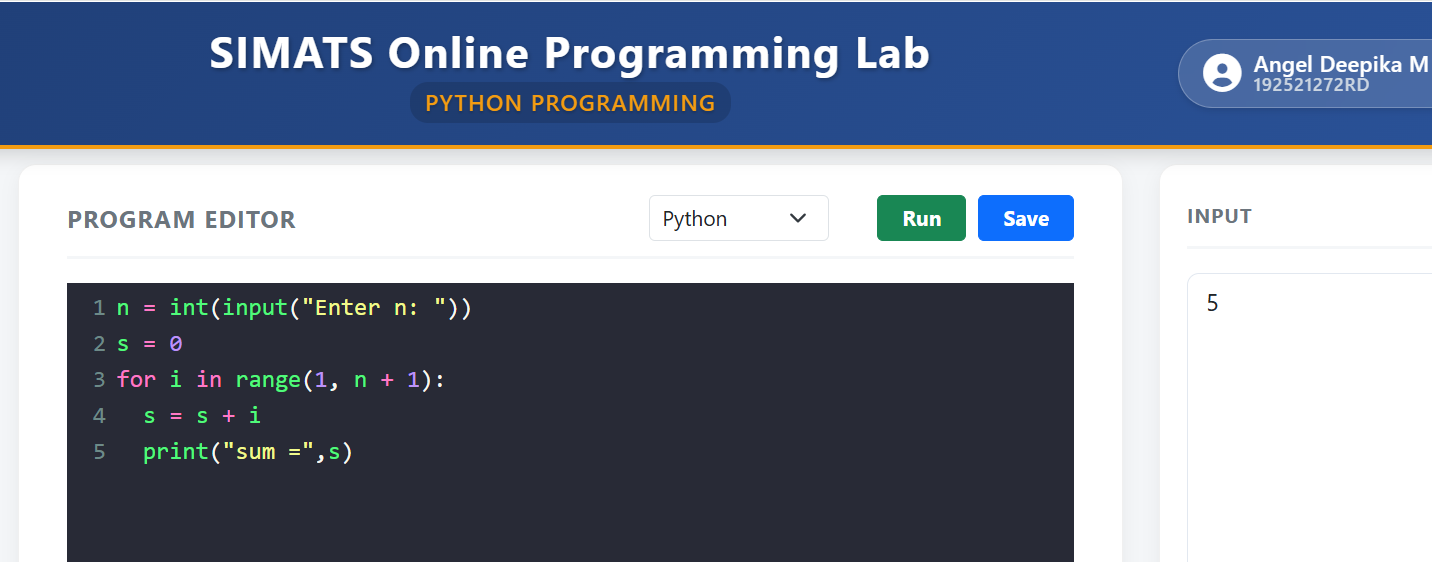 SIMATS Online Programming Lab
PYTHON PROGRAMMING
Angel Deepika M
192521272RD
PROGRAM EDITOR
Python
Run
Save
1 n = int(input("Enter n: "))
2 s = 0
3 for i in range(1, n + 1):
4   s = s + i
5   print("sum =",s)
INPUT
5